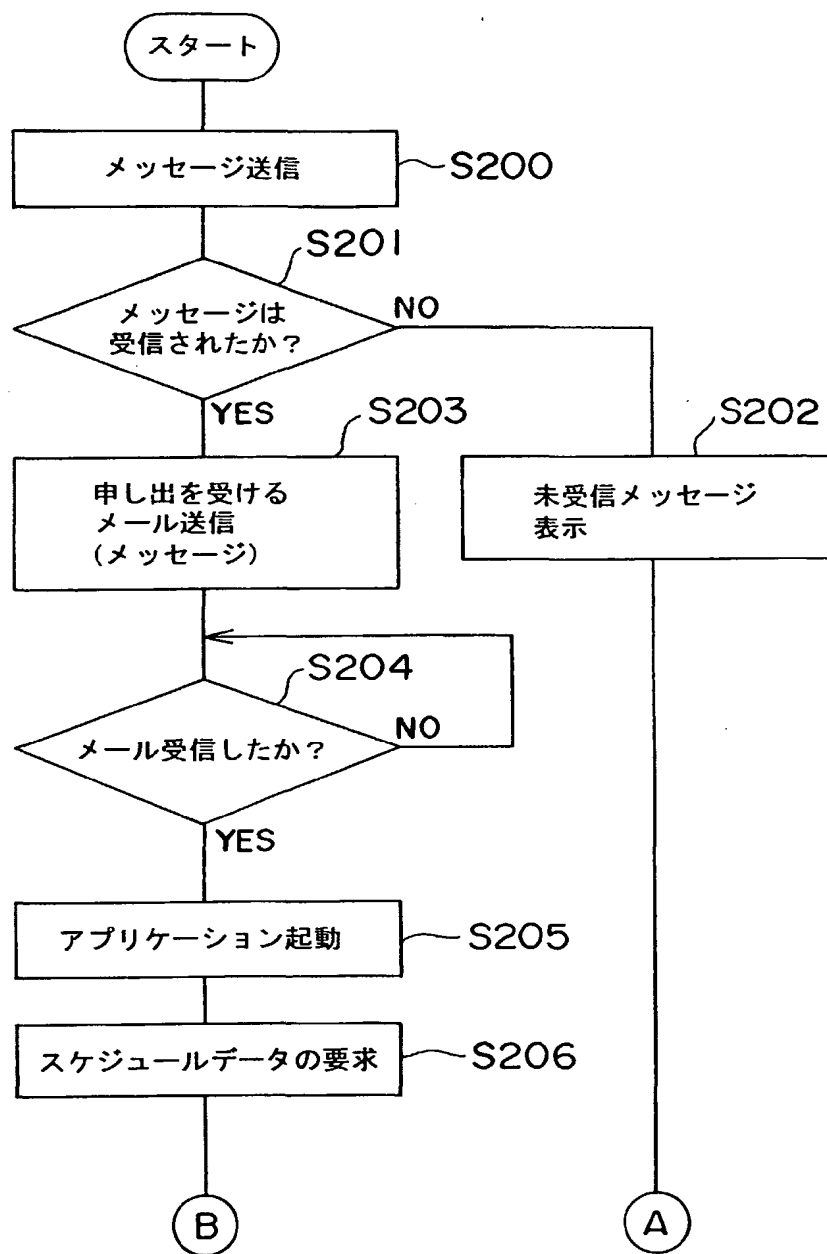 スタート
メッセージ送信
S200
S201
メッセージは
受信されたか？
NO
YES
S203
申し出を受ける
メール送信
(メッセージ)
S202
未受信メッセージ
表示
S204
メール受信したか？
NO
YES
アプリケーション起動
S205
スケジュールデータの要求
S206
B
A